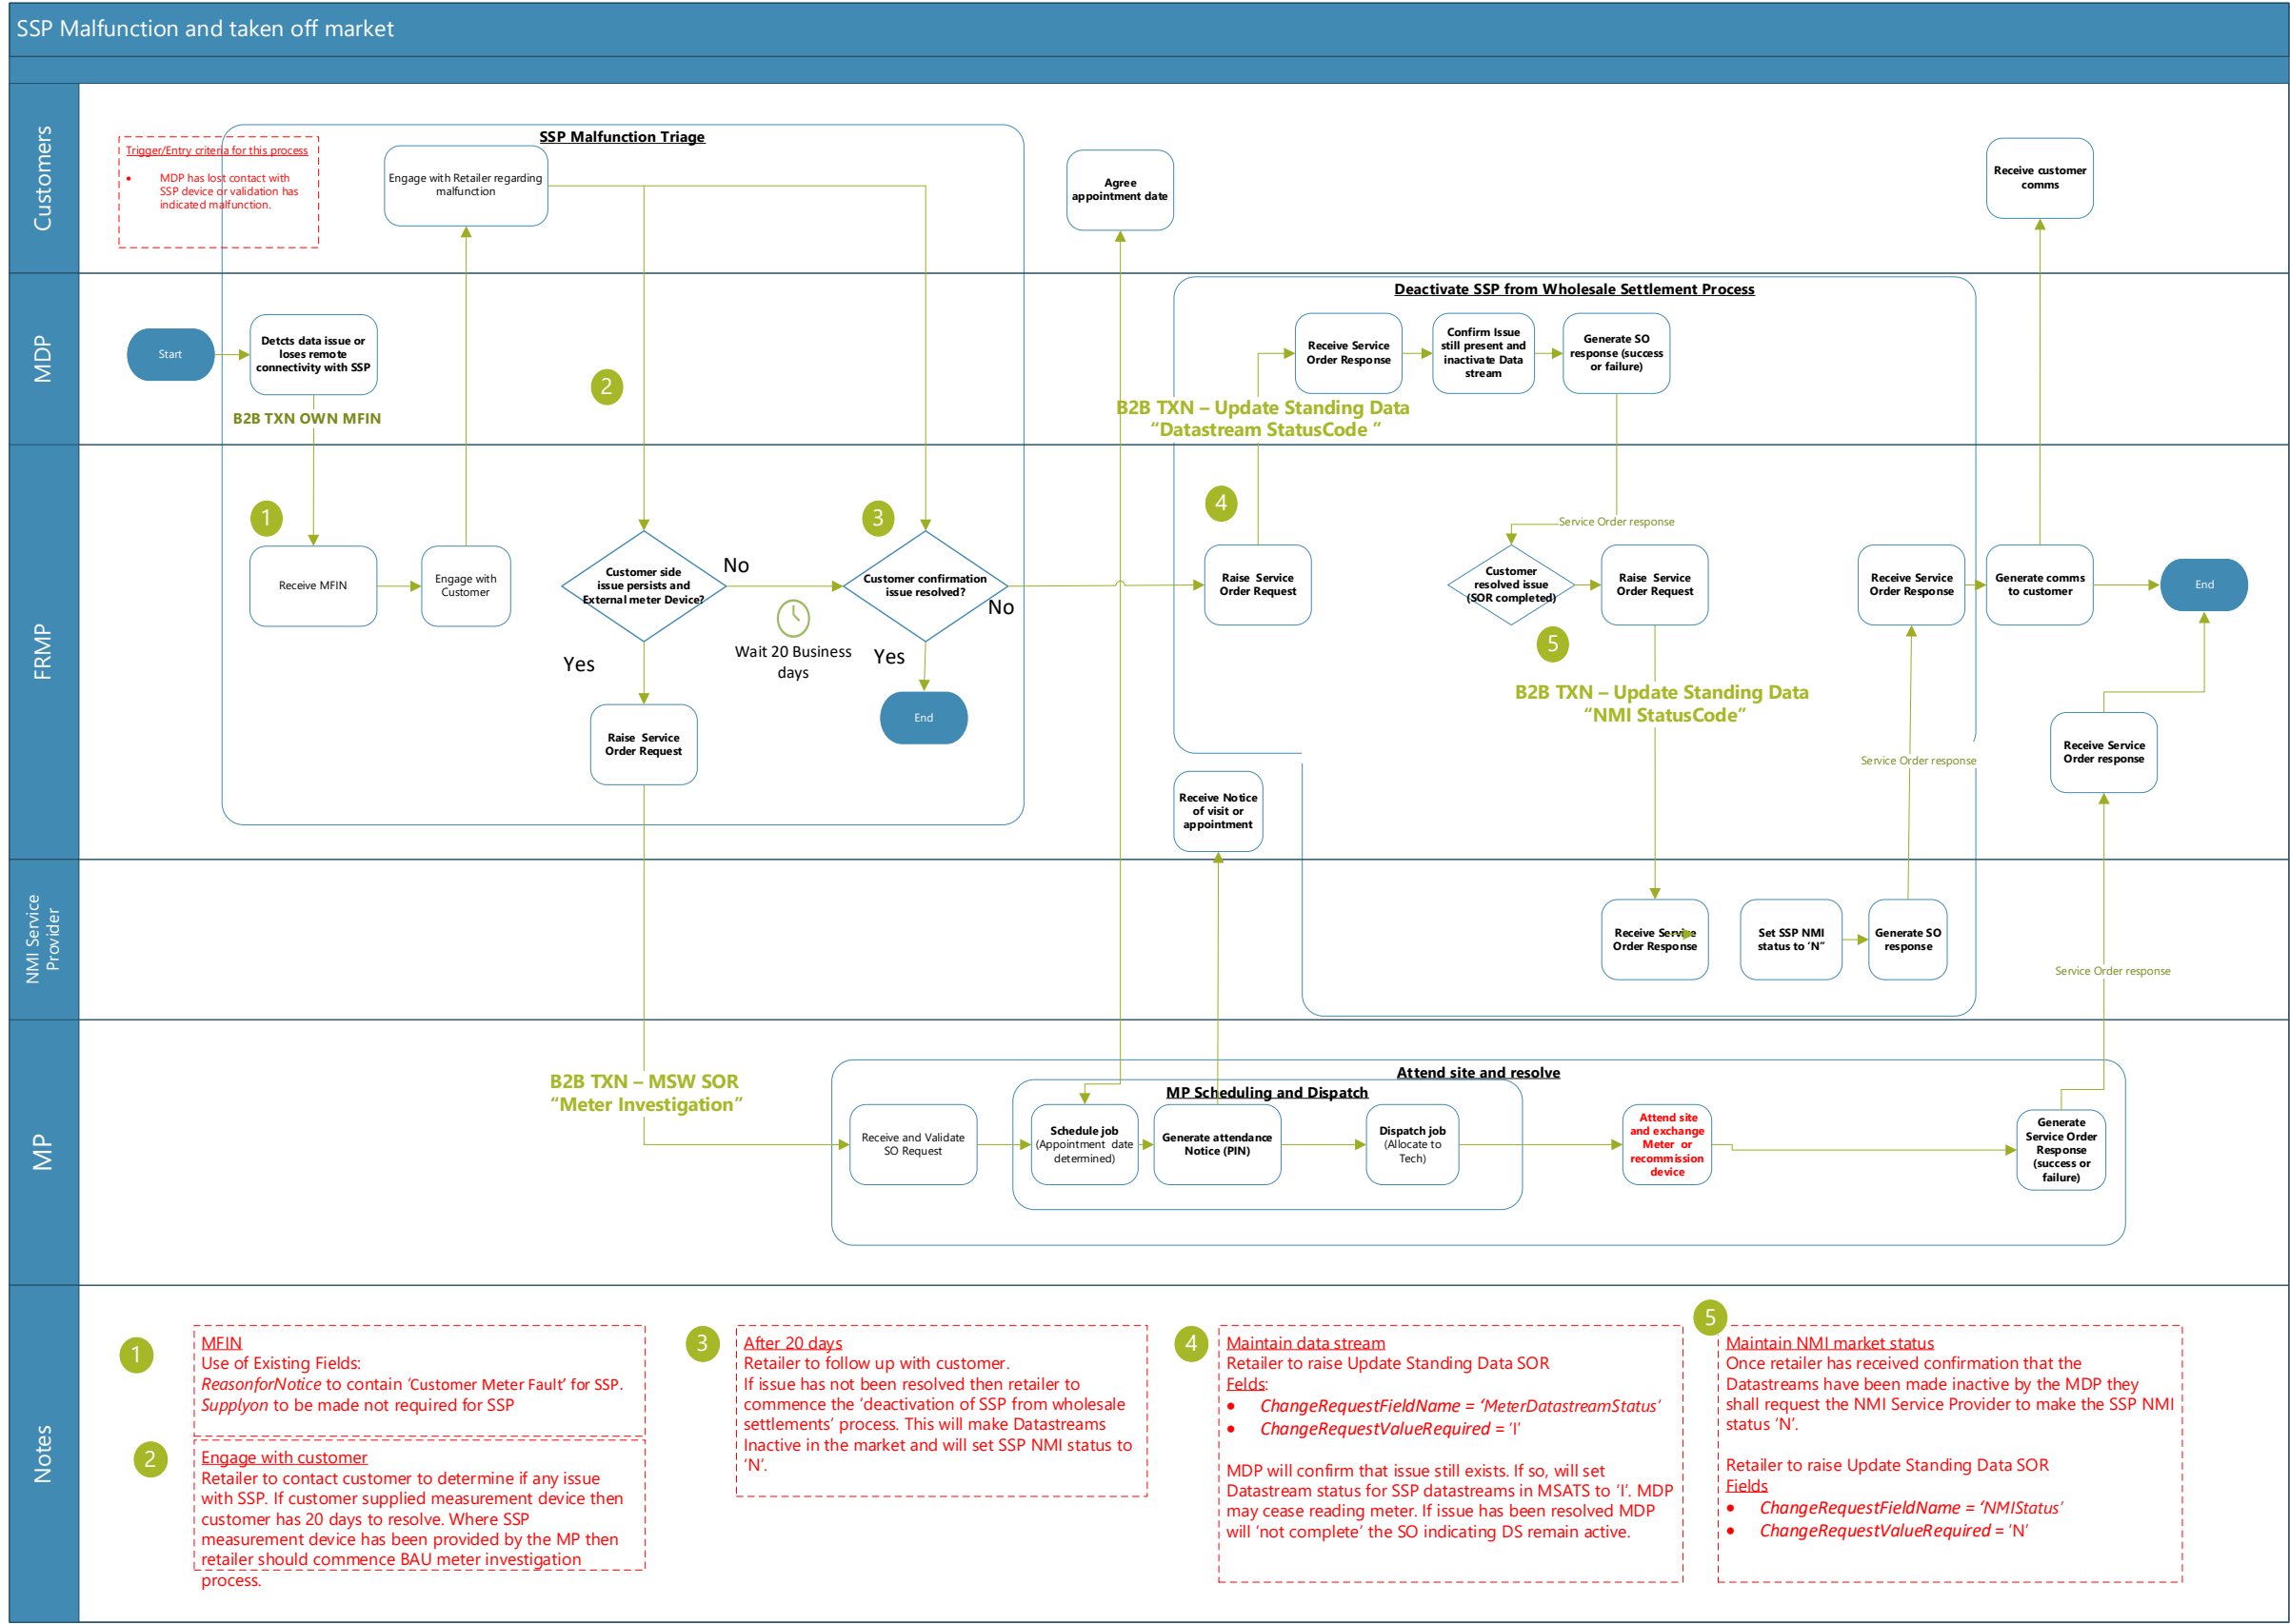 SSP Malfunction and taken off market
Customers
Trigger/Entry criteria for this process
• MDP has lost contact with
SSP device or validation has
indicated malfunction.
SSP Malfunction Triage
Engage with Retailer regarding
malfunction
Agree
appointment date
Receive customer
comms
MDP
Start
Detcts data issue or
loses remote
connectivity with SSP
B2B TXN OWN MFIN
2
Deactivate SSP from Wholesale Settlement Process
Receive Service
Order Response
Confirm Issue
still present and
inactivate Data
stream
Generate SO
response (success
or failure)
B2B TXN – Update Standing Data
“Datastream StatusCode ”
FRMP
1
Receive MFIN
Engage with
Customer
Customer side
issue persists and
External meter Device?
No
Yes
Wait 20 Business
days
3
Customer confirmation
issue resolved?
No
Yes
End
Raise Service
Order Request
4
Raise Service
Order Request
Service Order response
Customer
resolved issue
(SOR completed)
5
Raise Service
Order Request
B2B TXN – Update Standing Data
“NMI StatusCode”
Receive Service
Order Response
Generate comms
to customer
End
Service Order response
Receive Service
Order response
Receive Notice
of visit or
appointment
NMI Service
Provider
Receive Service
Order Response
Set SSP NMI
status to ‘N”
Generate SO
response
Service Order response
MP
B2B TXN – MSW SOR
“Meter Investigation”
Attend site and resolve
MP Scheduling and Dispatch
Receive and Validate
SO Request
Schedule job
(Appointment date
determined)
Generate attendance
Notice (PIN)
Dispatch job
(Allocate to
Tech)
Attend site
and exchange
Meter or
recommission
device
Generate
Service Order
Response
(success or
failure)
Notes
1
MFIN
Use of Existing Fields:
ReasonforNotice to contain ‘Customer Meter Fault’ for SSP.
Supplyon to be made not required for SSP
2
Engage with customer
Retailer to contact customer to determine if any issue
with SSP. If customer supplied measurement device then
customer has 20 days to resolve. Where SSP
measurement device has been provided by the MP then
retailer should commence BAU meter investigation
process.
3
After 20 days
Retailer to follow up with customer.
If issue has not been resolved then retailer to
commence the ‘deactivation of SSP from wholesale
settlements’ process. This will make Datastreams
Inactive in the market and will set SSP NMI status to
‘N’.
4
Maintain data stream
Retailer to raise Update Standing Data SOR
Felds:
• ChangeRequestFieldName = ‘MeterDatastreamStatus’
• ChangeRequestValueRequired = ‘I’
MDP will confirm that issue still exists. If so, will set
Datastream status for SSP datastreams in MSATS to ‘I’. MDP
may cease reading meter. If issue has been resolved MDP
will ‘not complete’ the SO indicating DS remain active.
5
Maintain NMI market status
Once retailer has received confirmation that the
Datastreams have been made inactive by the MDP they
shall request the NMI Service Provider to make the SSP NMI
status ‘N’.
Retailer to raise Update Standing Data SOR
Fields
• ChangeRequestFieldName = ‘NMIStatus’
• ChangeRequestValueRequired = ‘N’